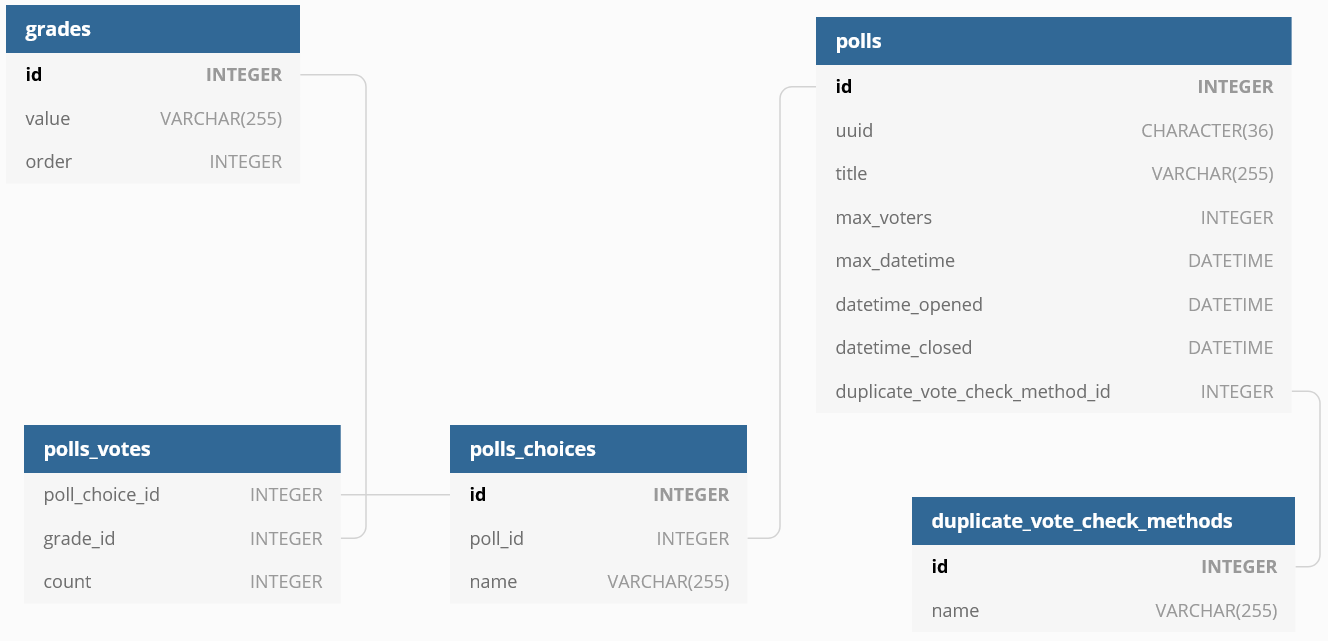 grades
id INTEGER
value VARCHAR(255)
order INTEGER
polls
id INTEGER
uuid CHARACTER(36)
title VARCHAR(255)
max_voters INTEGER
max_datetime DATETIME
datetime_opened DATETIME
datetime_closed DATETIME
duplicate_vote_check_method_id INTEGER
polls_votes
poll_choice_id INTEGER
grade_id INTEGER
count INTEGER
polls_choices
id INTEGER
poll_id INTEGER
name VARCHAR(255)
duplicate_vote_check_methods
id INTEGER
name VARCHAR(255)